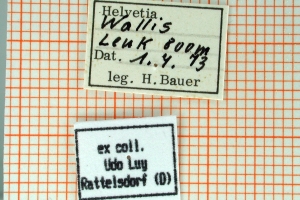 Helvetia
Wallis
Leuk 800m
Dat. 1.4.73
leg. H. Bauer
ex coll.
Udo Luy
Rattelsdorf (D)